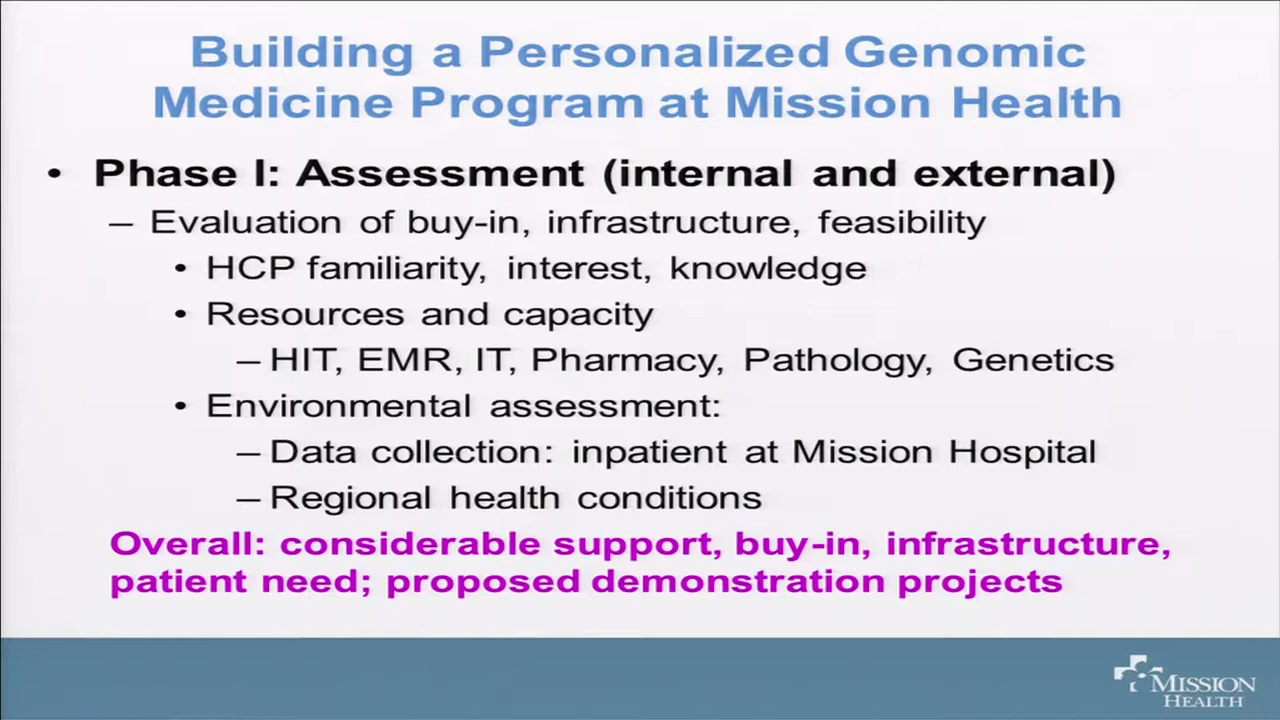 Building a Personalized Genomic
Medicine Program at Mission Health
• Phase I: Assessment (internal and external)
– Evaluation of buy-in, infrastructure, feasibility
• HCP familiarity, interest, knowledge
• Resources and capacity
– HIT, EMR, IT, Pharmacy, Pathology, Genetics
• Environmental assessment:
– Data collection: inpatient at Mission Hospital
– Regional health conditions
Overall: considerable support, buy-in, infrastructure,
patient need; proposed demonstration projects
MISSION
HEALTH